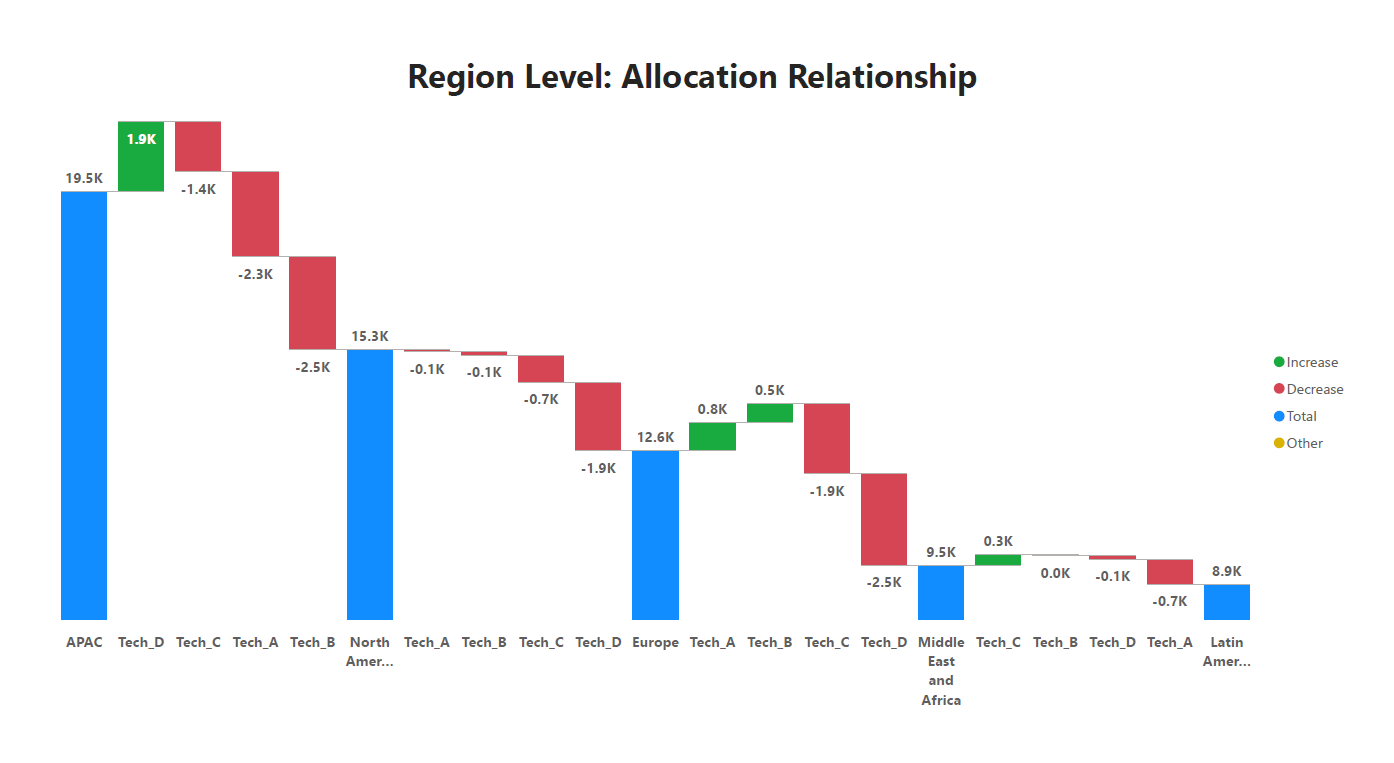 Region Level: Allocation Relationship
1.9K
19.5K
-1.4K
-2.3K
-2.5K
15.3K
-0.1K
-0.1K
-0.7K
-1.9K
12.6K
0.8K
0.5K
-1.9K
-2.5K
9.5K
0.3K
0.0K
-0.1K
-0.7K
8.9K
Increase
Decrease
Total
Other
APAC
Tech_D
Tech_C
Tech_A
Tech_B
North
Amer...
Tech_A
Tech_B
Tech_C
Tech_D
Europe
Tech_A
Tech_B
Tech_C
Tech_D
Middle
East
and
Africa
Tech_C
Tech_B
Tech_D
Tech_A
Latin
Amer...